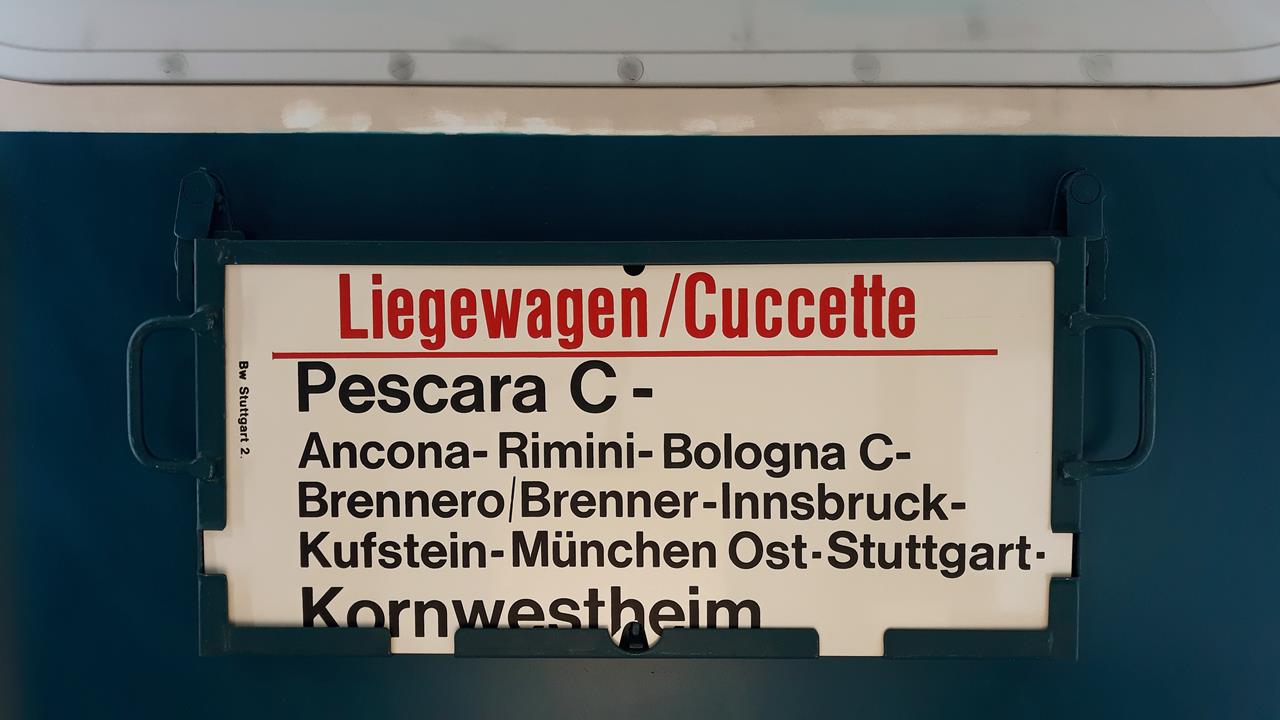 Liegewagen/Cuccette
Pescara C -
Ancona- Rimini- Bologna C-
Brennero/Brenner-Innsbruck-
Kufstein- München Ost-Stuttgart-
Kornwestheim
Bw Stuttgart 2.